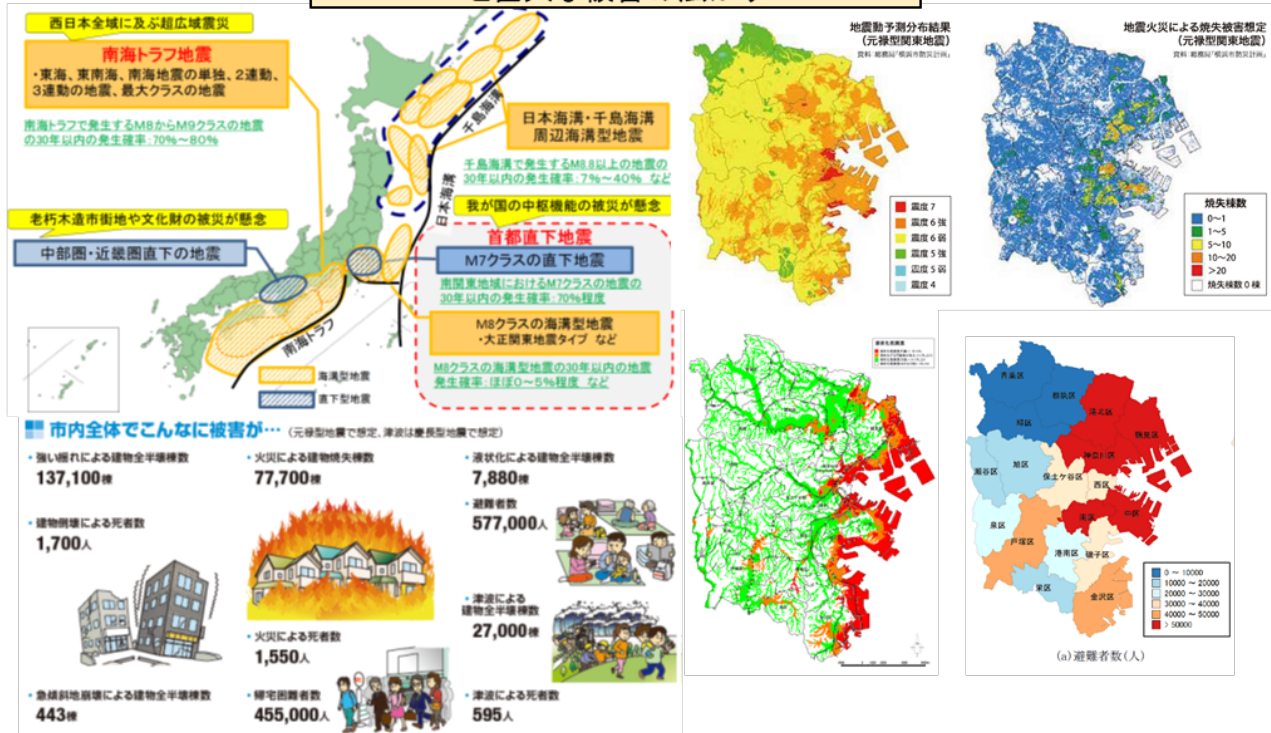 西日本全域に及ぶ超広域震災
南海トラフ地震
・東海、東南海、南海地震の単独、2連動、
3連動の地震、最大クラスの地震
南海トラフで発生するM8からM9クラスの地震
の30年以内の発生確率：70%～80%
千島海溝
日本海溝・千島海溝
周辺海溝型地震
千島海溝で発生するM8.8以上の地震の
30年以内の発生確率：7%～40% など
日本海溝
老朽木造市街地や文化財の被災が懸念
中部圏・近畿圏直下の地震
我が国の中枢機能の被災が懸念
首都直下地震
M7クラスの直下地震
南関東地域におけるM7クラスの地震の
30年以内の発生確率：70%程度
M8クラスの海溝型地震
・大正関東地震タイプ など
M8クラスの海溝型地震の30年以内の地震
発生確率：ほぼ0～5%程度 など
南海トラフ
海溝型地震
直下型地震
地震動予測分布結果
（元禄型関東地震）
資料：総務局「横浜市防災計画」
震度7
震度6強
震度6弱
震度5強
震度5弱
震度4
地震火災による焼失被害想定
（元禄型関東地震）
資料：総務局「横浜市防災計画」
焼失棟数
0～1
1～5
5～10
10～20
>20
焼失棟数0棟
市内全体でこんなに被害が… （元禄型地震で想定、津波は慶長型地震で想定）
・強い揺れによる建物全半壊棟数
137,100棟
・火災による建物焼失棟数
77,700棟
・液状化による建物全半壊棟数
7,880棟
・建物倒壊による死者数
1,700人
・避難者数
577,000人
・津波による
建物全半壊棟数
27,000棟
・火災による死者数
1,550人
・急傾斜地崩壊による建物全半壊棟数
443棟
・帰宅困難者数
455,000人
・津波による死者数
595人
青葉区
都筑区
港北区
緑区
鶴見区
神奈川区
瀬谷区
旭区
保土ケ谷区
西区
中区
南区
泉区
戸塚区
港南区
磯子区
栄区
金沢区
0 ～ 10000
10000 ～ 20000
20000 ～ 30000
30000 ～ 40000
40000 ～ 50000
> 50000
(a)避難者数(人)